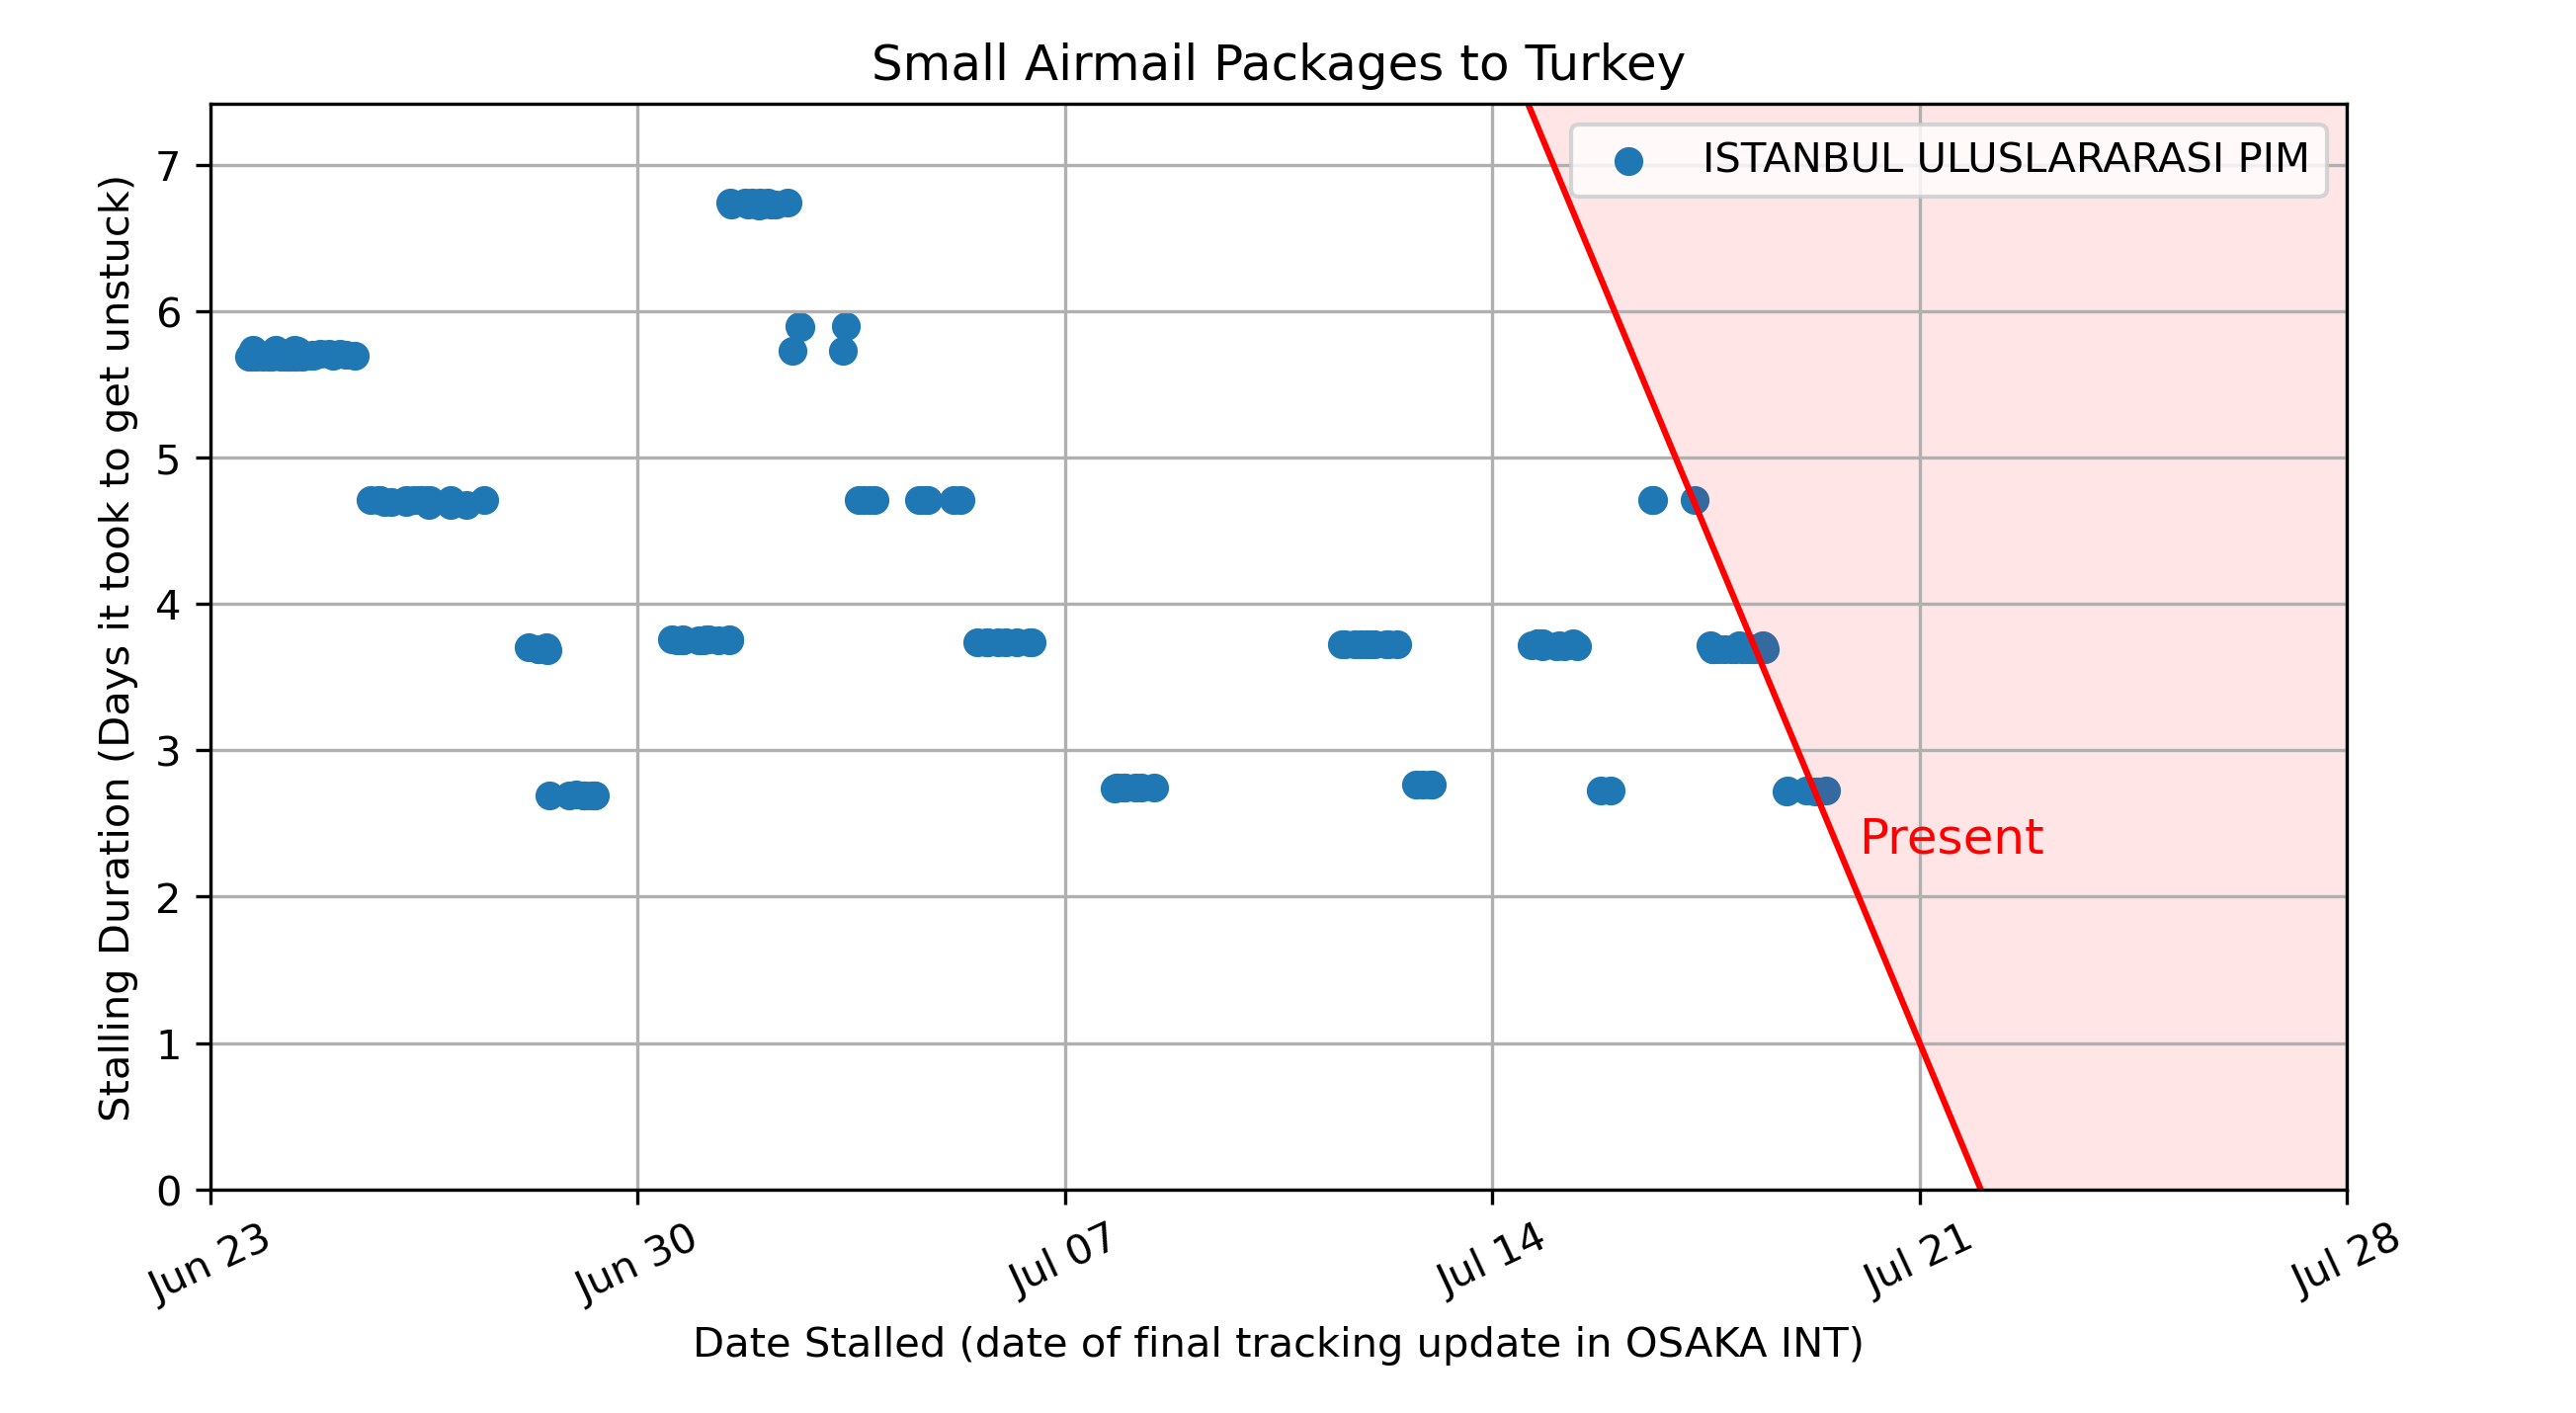 Small Airmail Packages to Turkey
ISTANBUL ULUSLARARASI PIM
Stalling Duration (Days it took to get unstuck)
7
6
5
4
3
2
1
0
Present
Jun 23
Jun 30
Jul 07
Jul 14
Jul 21
Jul 28
Date Stalled (date of final tracking update in OSAKA INT)